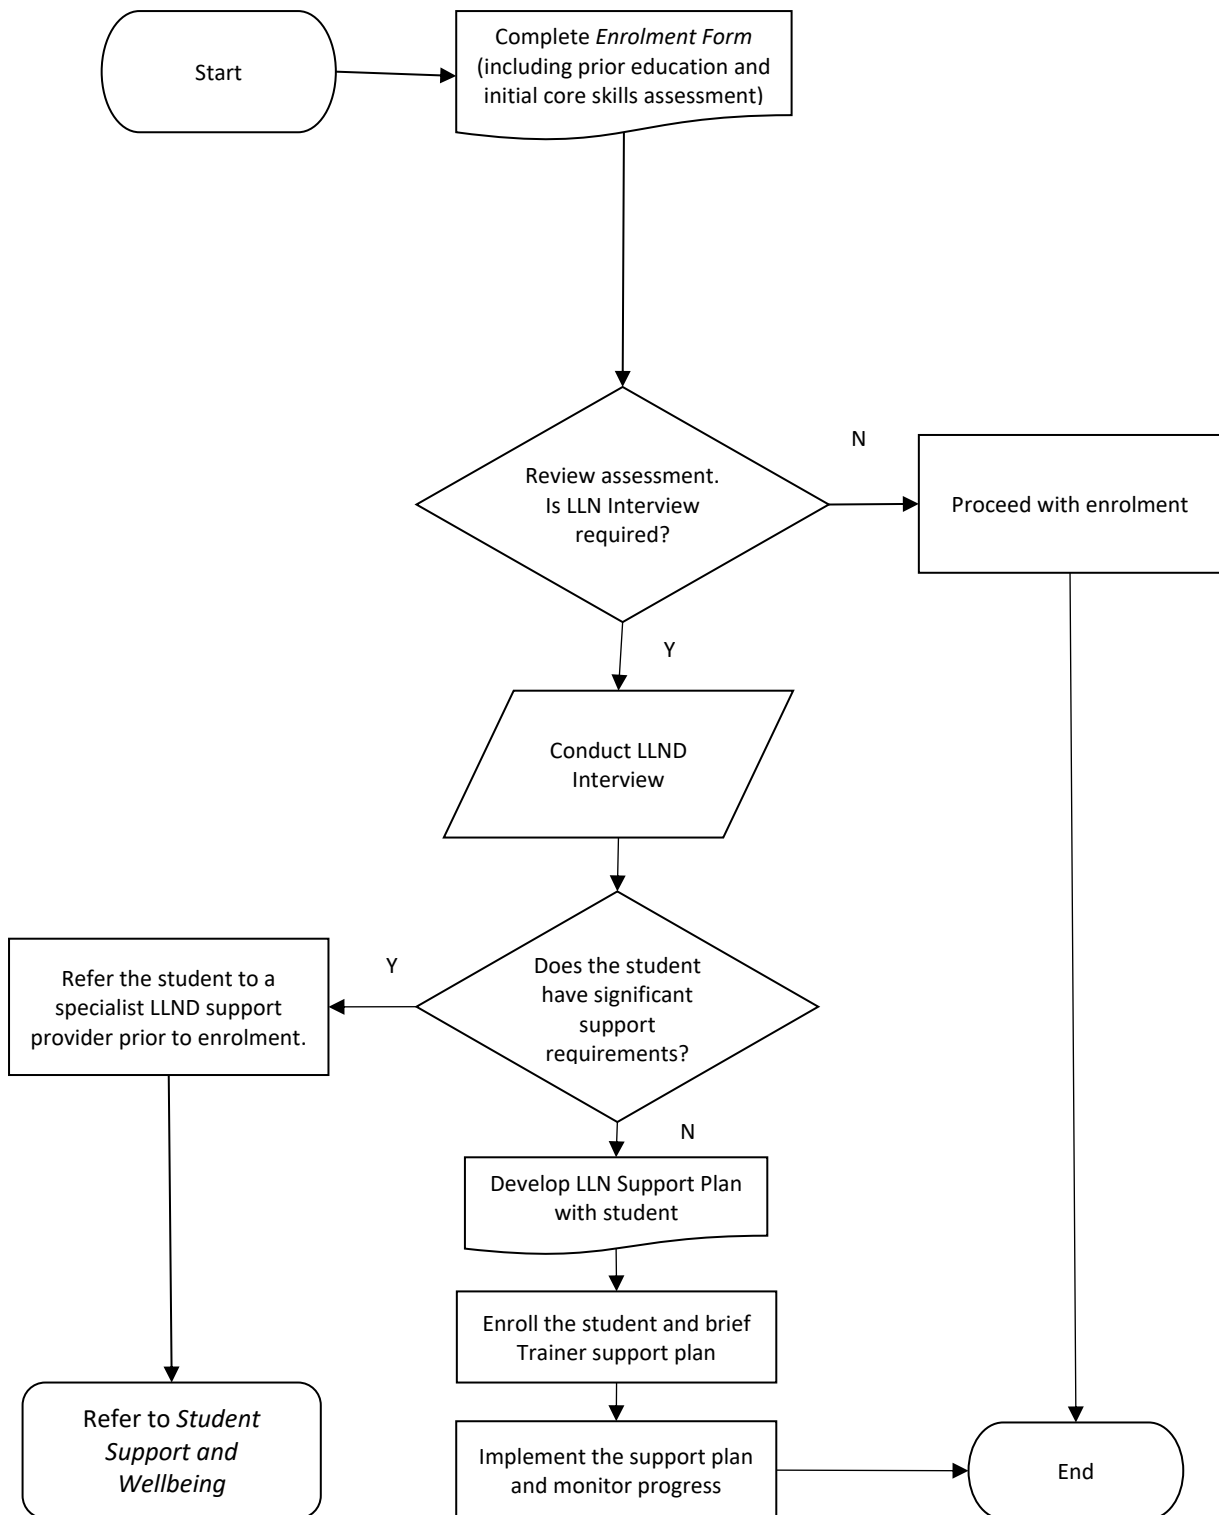 Start
Complete Enrolment Form
(including prior education and
initial core skills assessment)
Review assessment.
Is LLN Interview
required?
N
Proceed with enrolment
Y
Conduct LLND
Interview
Refer the student to a
specialist LLND support
provider prior to enrolment.
Y
Does the student
have significant
support
requirements?
N
Develop LLN Support Plan
with student
Enroll the student and brief
Trainer support plan
Refer to Student
Support and
Wellbeing
Implement the support plan
and monitor progress
End